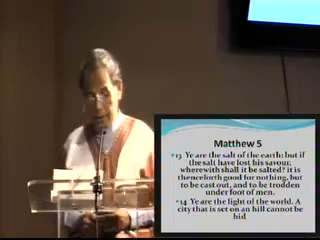 Matthew 5
13 Ye are the salt of the earth: but if
the salt have lost his savour,
wherewith shall it be salted? it is
thenceforth good for nothing, but
to be cast out, and to be trodden
under foot of men.
14 Ye are the light of the world. A
city that is set on an hill cannot be
hid